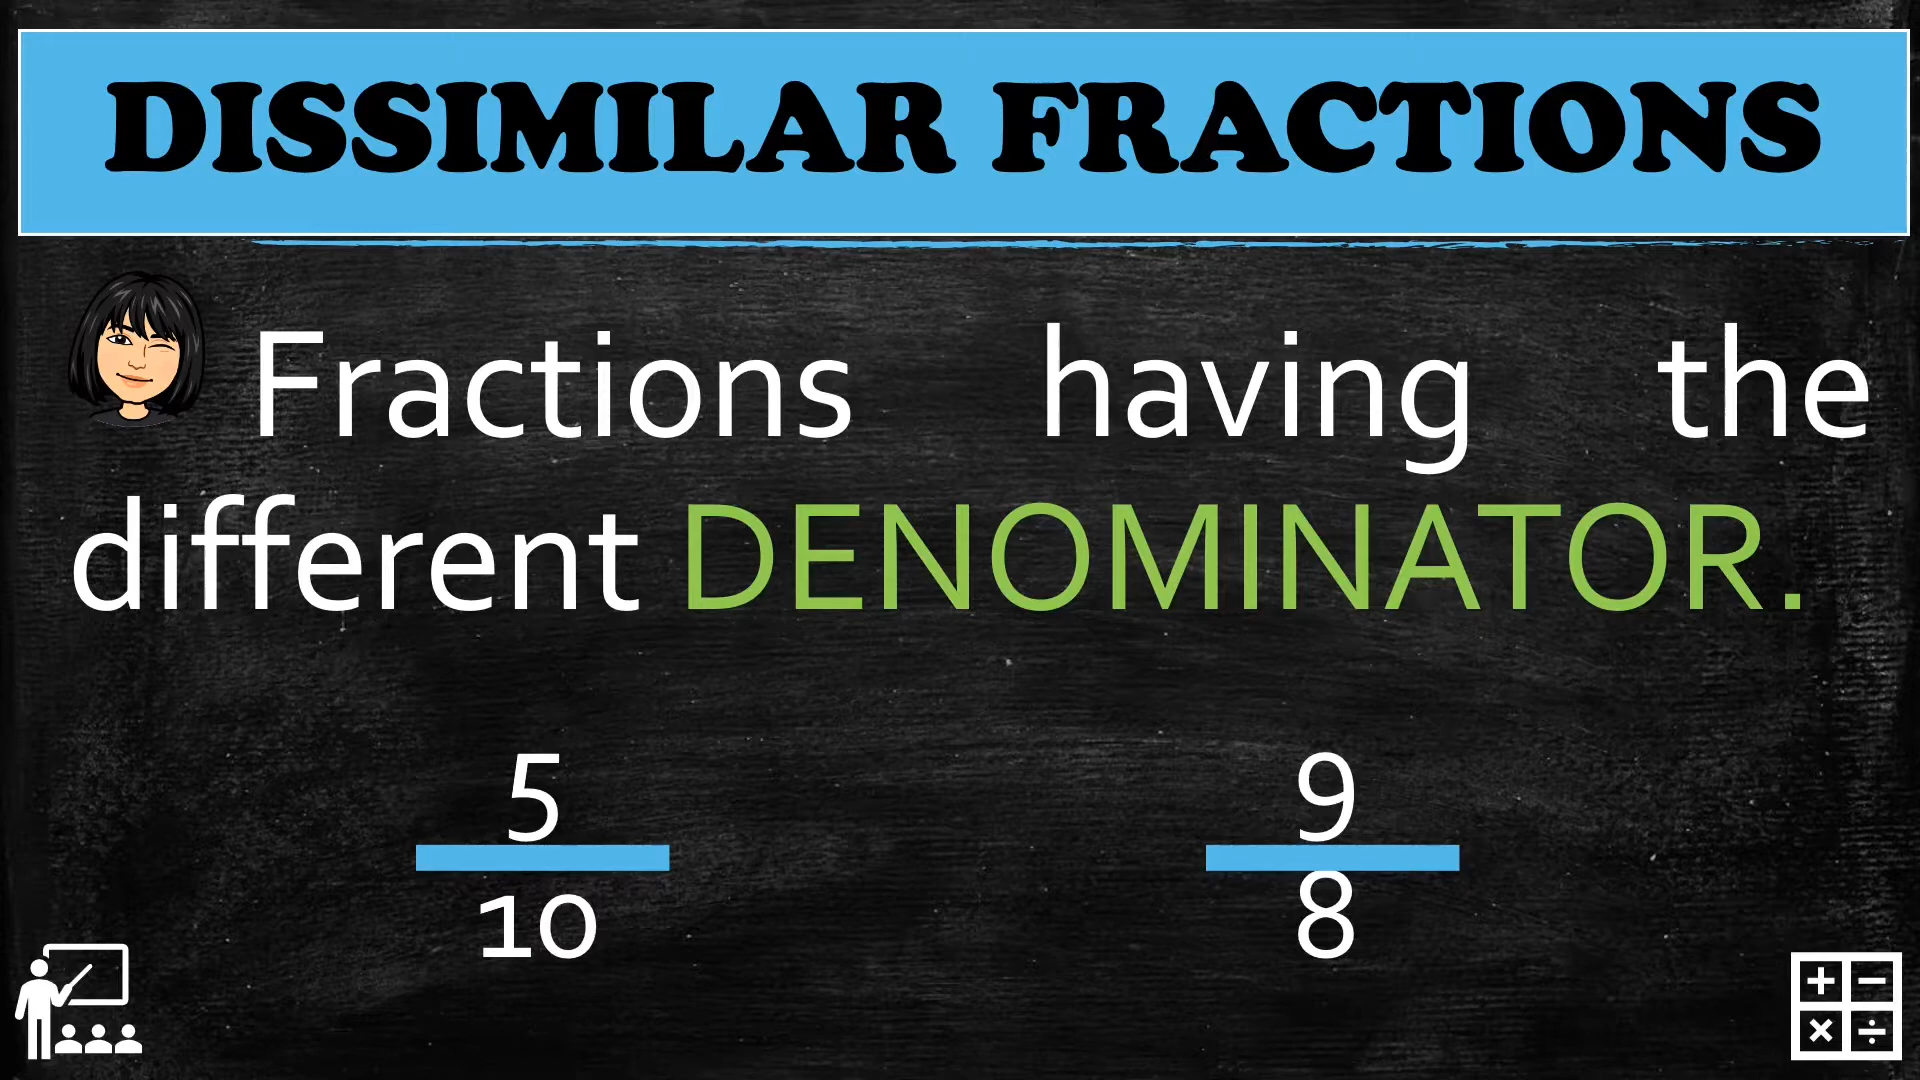 DISSIMILAR FRACTIONS
Fractions having the
different DENOMINATOR.
5
10
9
8
+ −
× ÷